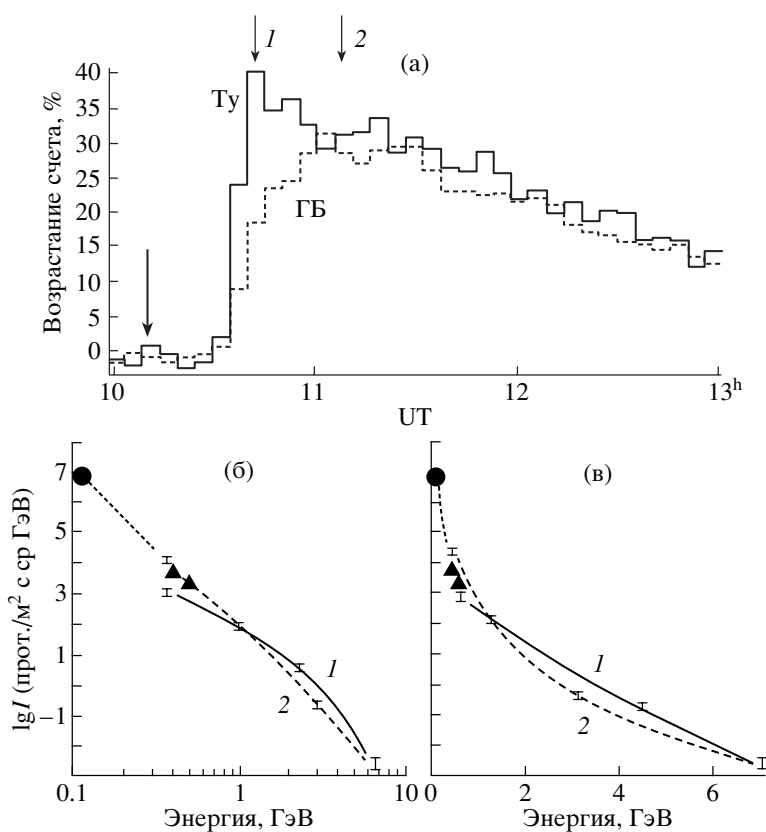 1 2 (а)
Возрастание счета, %
40
35
30
25
20
15
10
5
0
Ту
ГБ
10 11 12 13h
UT
(б) (в)
lgI (прот./м² с ср ГэВ)
7
5
3
1
–1
1
2
1
2
0.1 1 10 0 2 4 6
Энергия, ГэВ Энергия, ГэВ